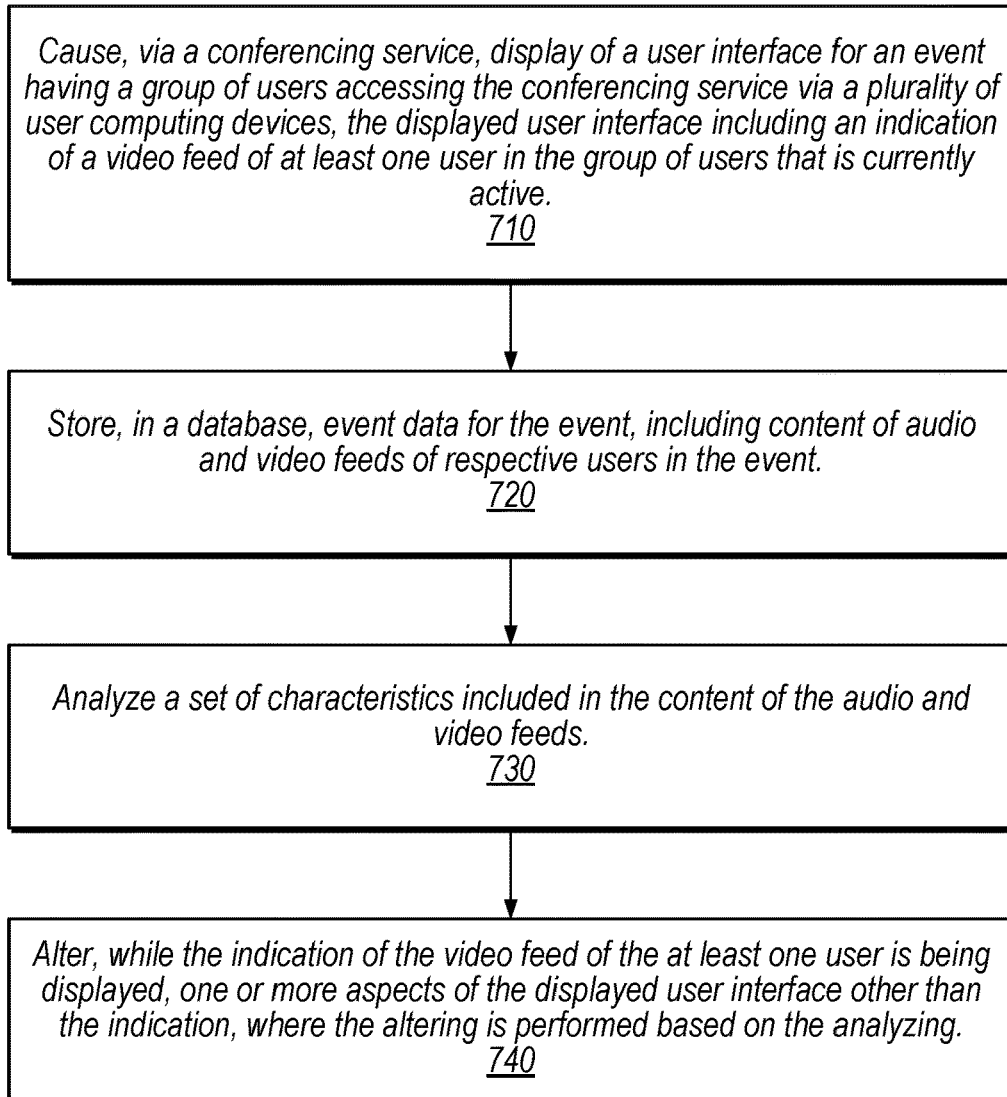 Cause, via a conferencing service, display of a user interface for an event
having a group of users accessing the conferencing service via a plurality of
user computing devices, the displayed user interface including an indication
of a video feed of at least one user in the group of users that is currently
active.
710
Store, in a database, event data for the event, including content of audio
and video feeds of respective users in the event.
720
Analyze a set of characteristics included in the content of the audio and
video feeds.
730
Alter, while the indication of the video feed of the at least one user is being
displayed, one or more aspects of the displayed user interface other than
the indication, where the altering is performed based on the analyzing.
740